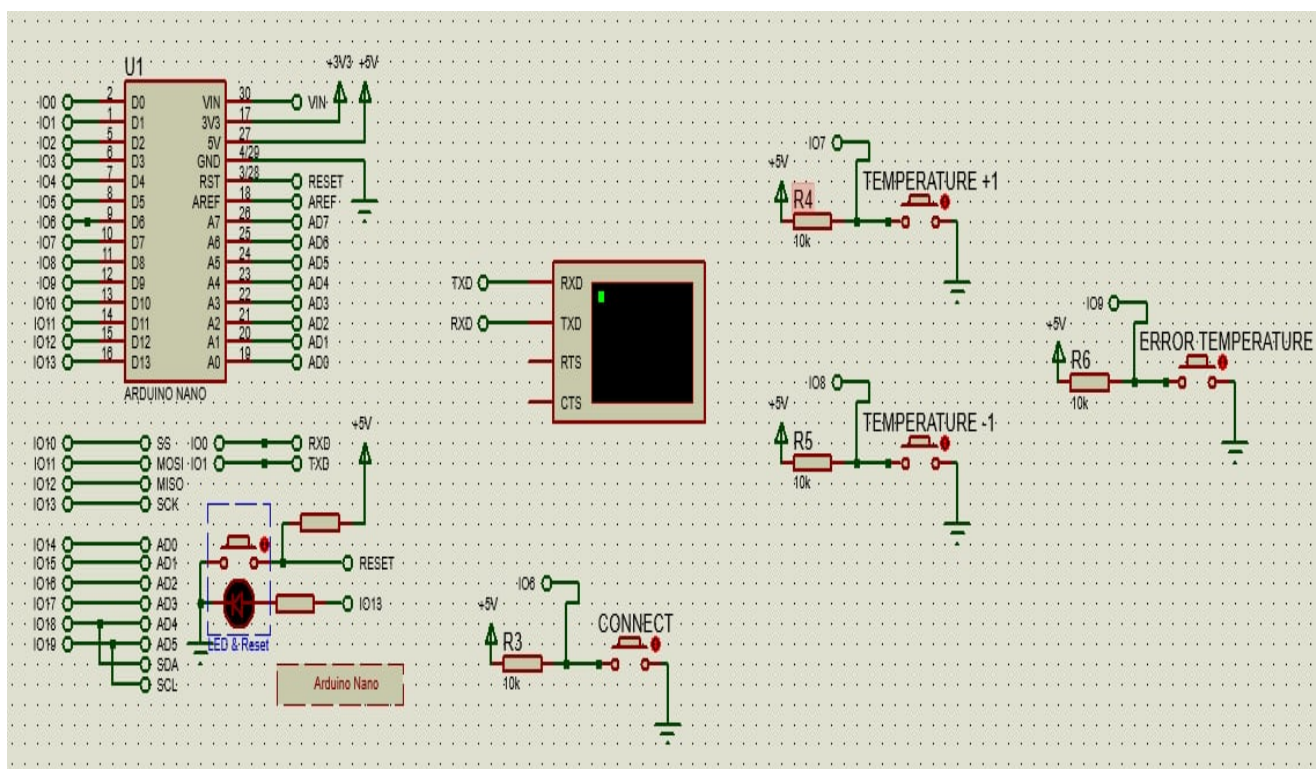 U1
+3V3 +5V
IO0 2 D0 VIN 30 VIN
IO1 1 D1 3V3 17
IO2 5 D2 5V 27
IO3 6 D3 GND 4/29
IO4 7 D4 RST 3/28 RESET
IO5 8 D5 AREF 18 AREF
IO6 9 D6 A7 26 AD7
IO7 10 D7 A6 25 AD6
IO8 11 D8 A5 24 AD5
IO9 12 D9 A4 23 AD4
IO10 13 D10 A3 22 AD3
IO11 14 D11 A2 21 AD2
IO12 15 D12 A1 20 AD1
IO13 16 D13 A0 19 AD0
ARDUINO NANO
TXD RXD
RXD TXD
RTS
CTS
IO7
+5V
R4
TEMPERATURE +1
10k
IO8
+5V
R5
TEMPERATURE -1
10k
IO9
+5V
R6
ERROR TEMPERATURE
10k
IO10 SS
IO11 MOSI
IO12 MISO
IO13 SCK
IO0 RXD
IO1 TXD
+5V
IO14 AD0
IO15 AD1
IO16 AD2
IO17 AD3
IO18 AD4
IO19 AD5
SDA
SCL
RESET
IO13
LED & Reset
Arduino Nano
IO6
+5V
R3
CONNECT
10k